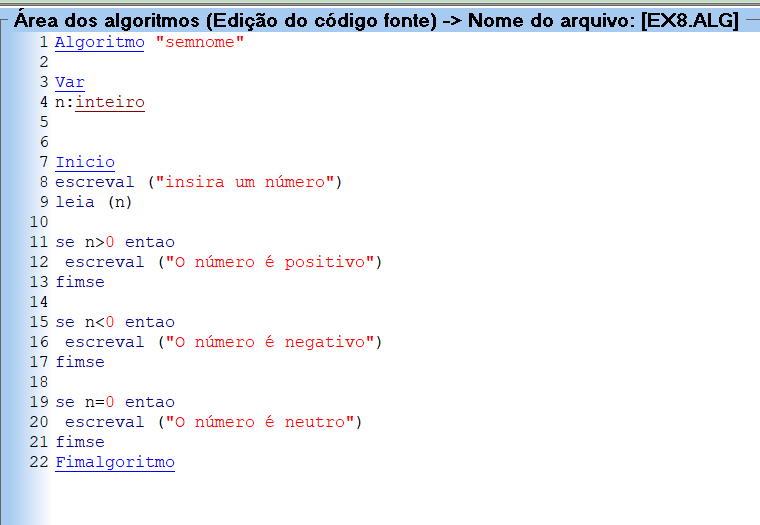 Área dos algoritmos (Edição do código fonte) -> Nome do arquivo: [EX8.ALG]
1 Algoritmo "semnome"
2
3 Var
4 n:inteiro
5
6
7 Inicio
8 escreval ("insira um número")
9 leia (n)
10
11 se n>0 entao
12 escreval ("O número é positivo")
13 fimse
14
15 se n<0 entao
16 escreval ("O número é negativo")
17 fimse
18
19 se n=0 entao
20 escreval ("O número é neutro")
21 fimse
22 Fimalgoritmo